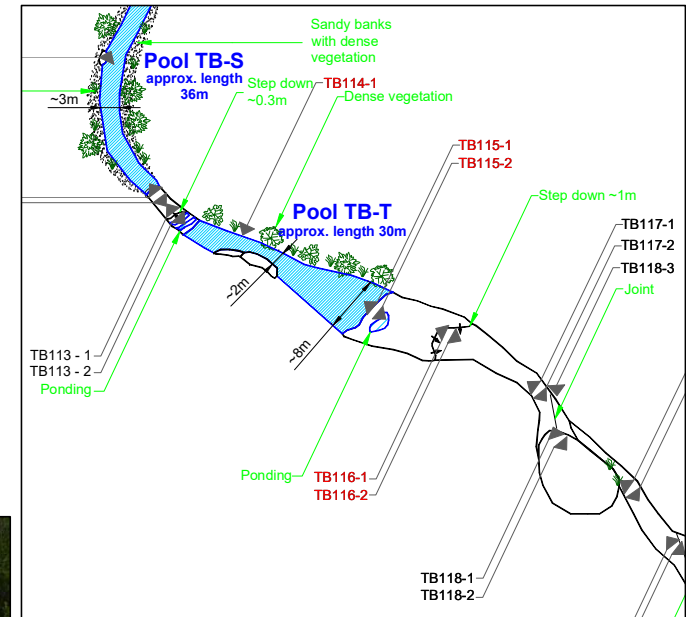 Sandy banks
with dense
vegetation
Pool TB-S
approx. length
36m
Step down
~0.3m
TB114-1
Dense vegetation
~3m
TB115-1
TB115-2
Step down ~1m
Pool TB-T
approx. length 30m
TB117-1
TB117-2
TB118-3
Joint
~2m
~8m
TB113 - 1
TB113 - 2
Ponding
Ponding
TB116-1
TB116-2
TB118-1
TB118-2